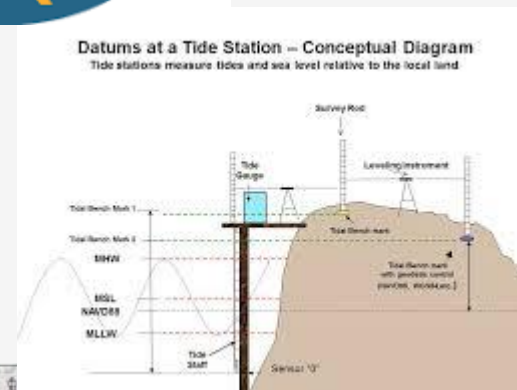 Datums at a Tide Station – Conceptual Diagram
Tide stations measure tides and sea level relative to the local land
Survey Rod
Tide
Gauge
Leveling Instrument
Tidal Bench Mark 1
Tidal Bench mark
Tidal Bench Mark 2
MHW
Tidal Bench mark
with geodetic control
MSL
NAVD88
MLLW
Tide
Staff
Sensor "0"